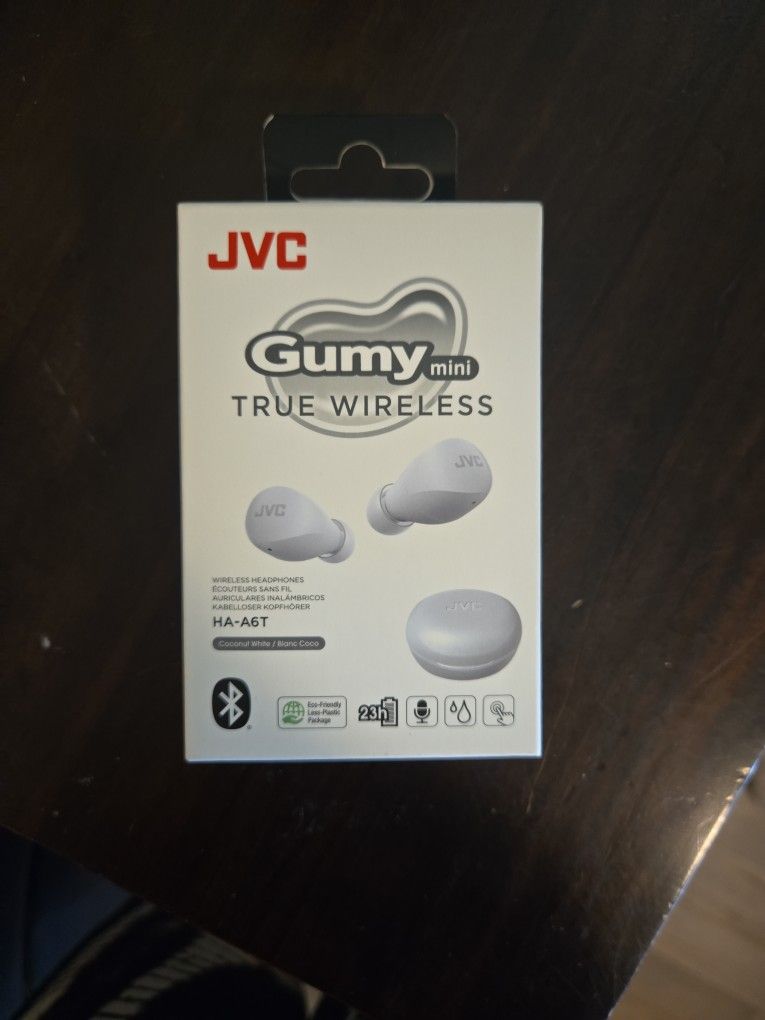 JVC
Gumy mini
TRUE WIRELESS
JVC
JVC
WIRELESS HEADPHONES
ÉCOUTEURS SANS FIL
AURICULARES INALÁMBRICOS
KABELLOSER KOPFHÖRER
HA-A6T
JVC
Coconut White / Blanc Coco
Eco-Friendly
Less-Plastic
Package
23h